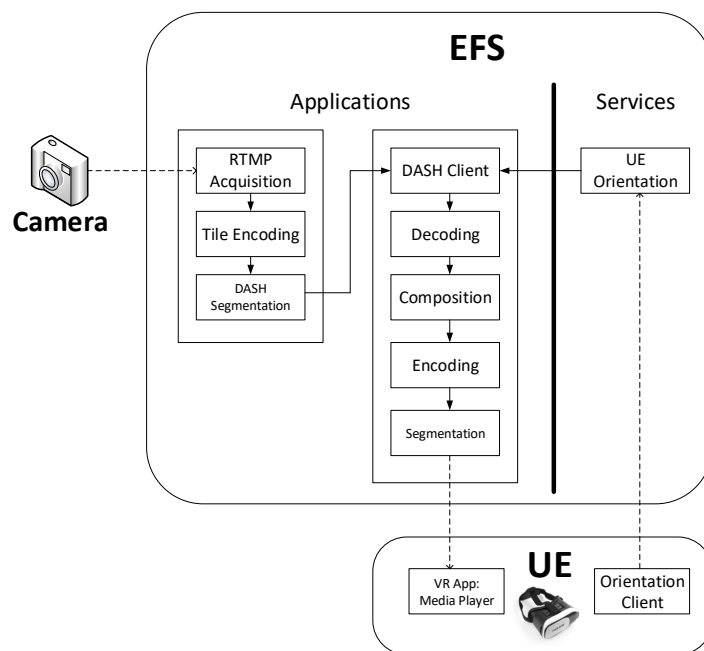 EFS
Applications
Services
Camera
RTMP
Acquisition
Tile Encoding
DASH
Segmentation
DASH Client
Decoding
Composition
Encoding
Segmentation
UE
Orientation
UE
VR App:
Media Player
Orientation
Client